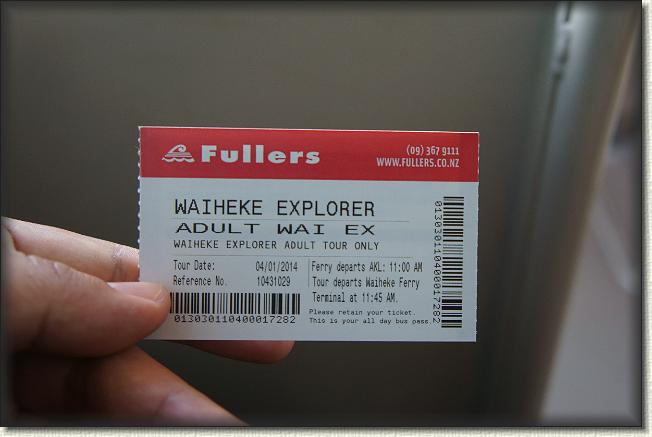 Fullers
(09) 367 9111
WWW.FULLERS.CO.NZ
WAIHEKE EXPLORER
ADULT WAI EX
WAIHEKE EXPLORER ADULT TOUR ONLY
Tour Date: 04/01/2014
Reference No. 10431029
Ferry departs AKL: 11:00 AM
Tour departs Waiheke Ferry
Terminal at 11:45 AM.
Please retain your ticket.
This is your all day bus pass.
013030110400017282
013030110400017282